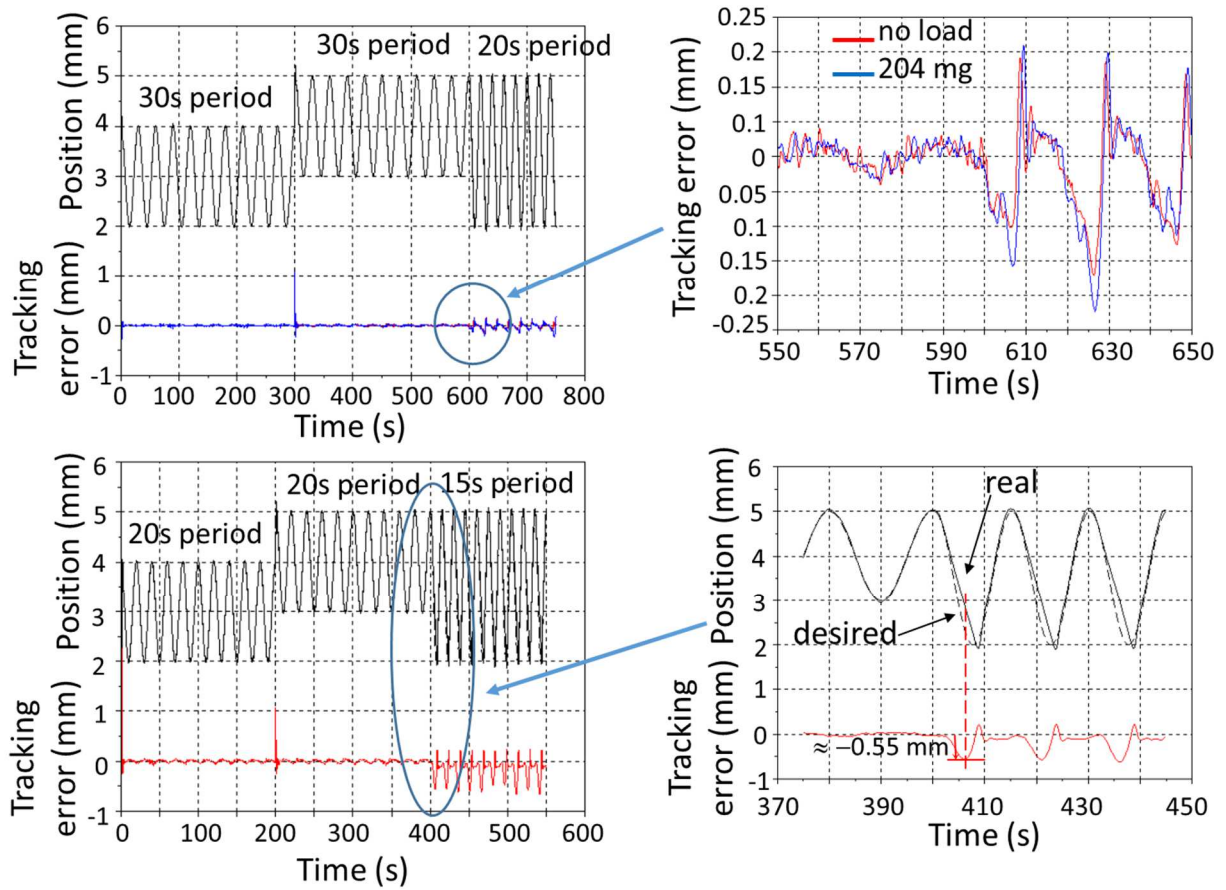 6
5
4
3
2
1
0
-1
Position (mm)
Tracking
error (mm)
30s period
30s period
20s period
0 100 200 300 400 500 600 700 800
Time (s)
0.25
0.2
0.15
0.1
0.05
0
0.05
0.1
0.15
0.2
-0.25
Tracking error (mm)
no load
204 mg
550 570 590 610 630 650
Time (s)
6
5
4
3
2
1
0
-1
Position (mm)
Tracking
error (mm)
20s period
20s period
15s period
0 100 200 300 400 500 600
Time (s)
6
5
4
3
2
1
0
-1
Position (mm)
Tracking
error (mm)
real
desired
≈ −0.55 mm
370 390 410 430 450
Time (s)